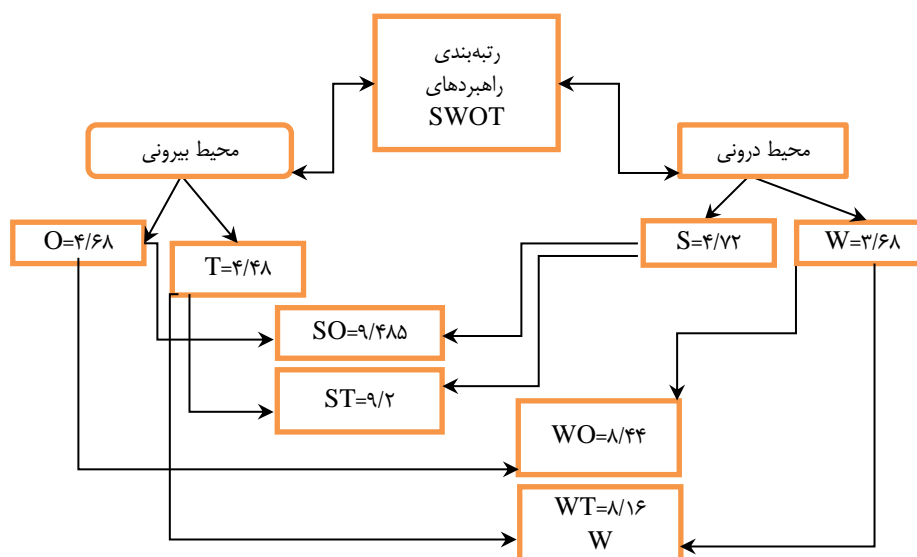 رتبه‌بندی
راهبردهای
SWOT
محیط درونی
محیط بیرونی
W=۳/۶۸
S=۴/۷۲
O=۴/۶۸
T=۴/۴۸
SO=۹/۴۸۵
ST=۹/۲
WO=۸/۴۴
WT=۸/۱۶
W